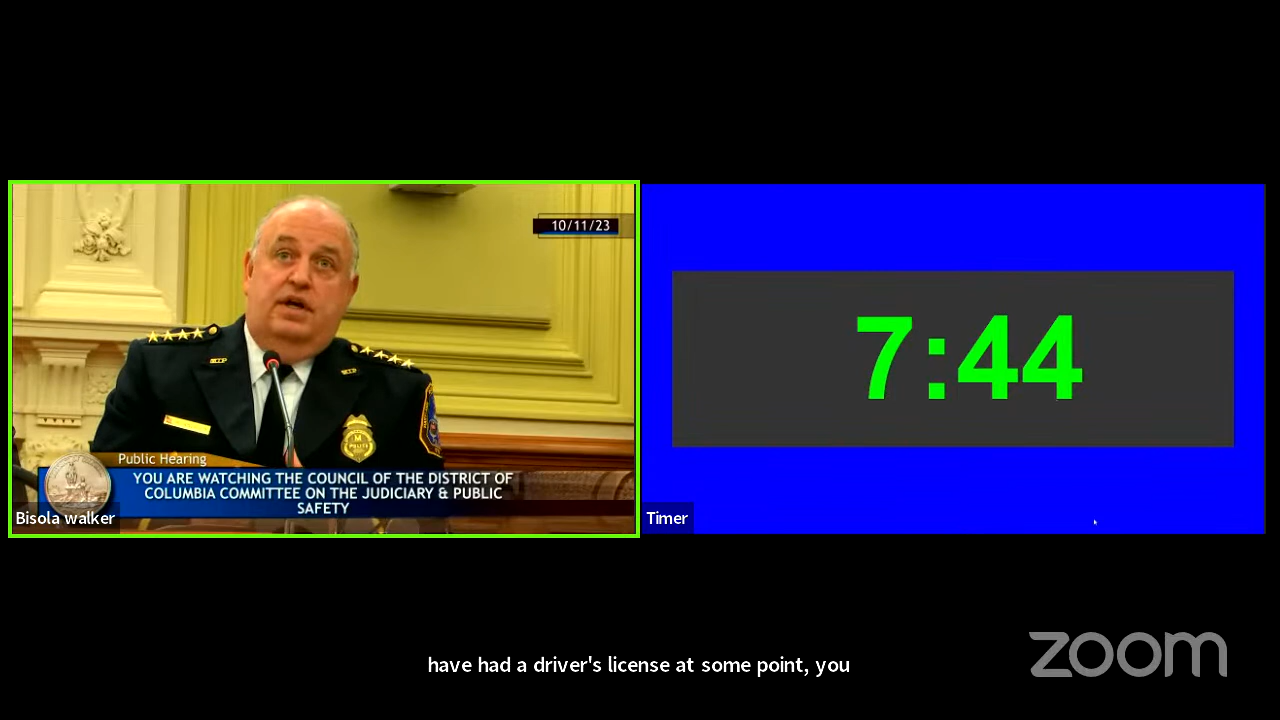 10/11/23
Public Hearing
YOU ARE WATCHING THE COUNCIL OF THE DISTRICT OF
COLUMBIA COMMITTEE ON THE JUDICIARY & PUBLIC
SAFETY
Bisola walker
7:44
Timer
have had a driver's license at some point, you
zoom